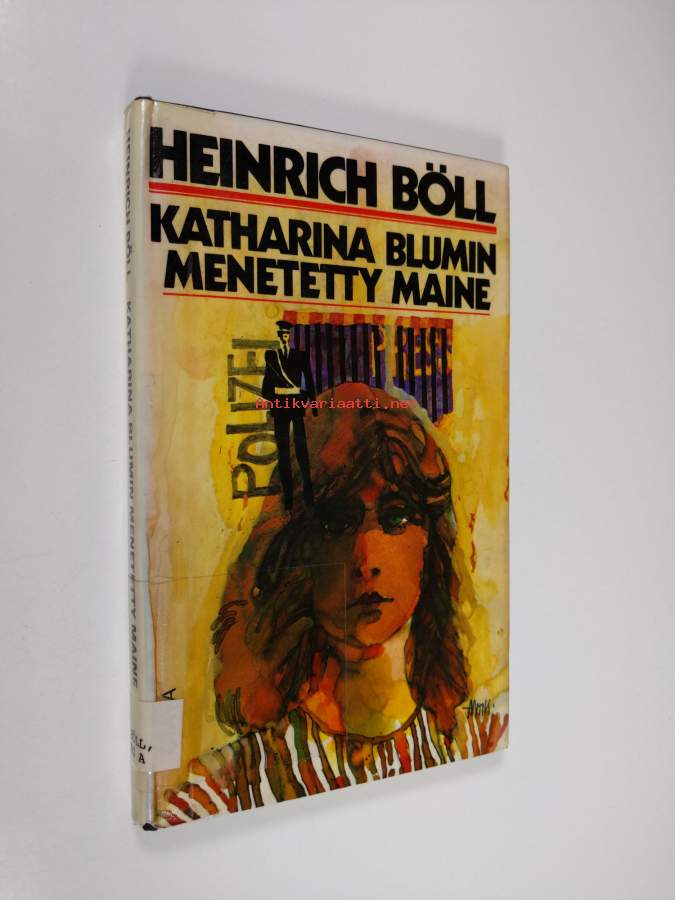 HEINRICH BÖLL
KATHARINA BLUMIN
MENETETTY MAINE
POLIZEI
Antikvariaatti.net
HEINRICH BÖLL KATHARINA BLUMIN MENETETTY MAINE
A